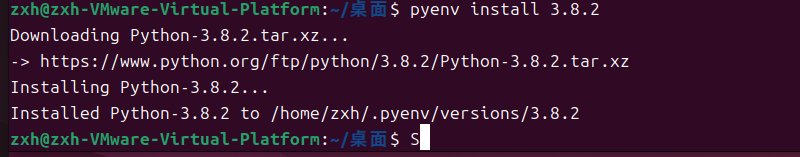 zxh@zxh-VMware-Virtual-Platform:~/桌面$ pyenv install 3.8.2
Downloading Python-3.8.2.tar.xz...
-> https://www.python.org/ftp/python/3.8.2/Python-3.8.2.tar.xz
Installing Python-3.8.2...
Installed Python-3.8.2 to /home/zxh/.pyenv/versions/3.8.2
zxh@zxh-VMware-Virtual-Platform:~/桌面$ S